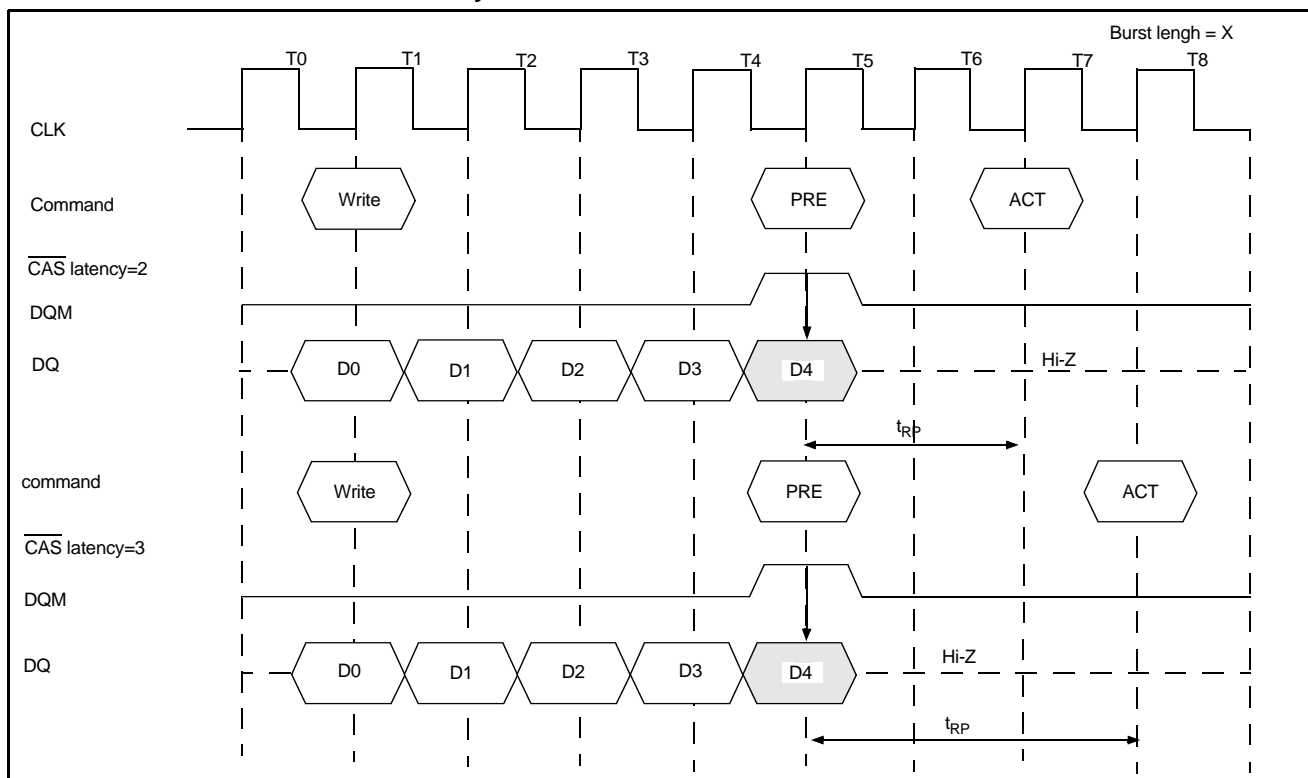 Burst lengh = X
T0 T1 T2 T3 T4 T5 T6 T7 T8
CLK
Command Write PRE ACT
CAS latency=2
DQM
DQ D0 D1 D2 D3 D4 Hi-Z
tRP
command Write PRE ACT
CAS latency=3
DQM
DQ D0 D1 D2 D3 D4 Hi-Z
tRP